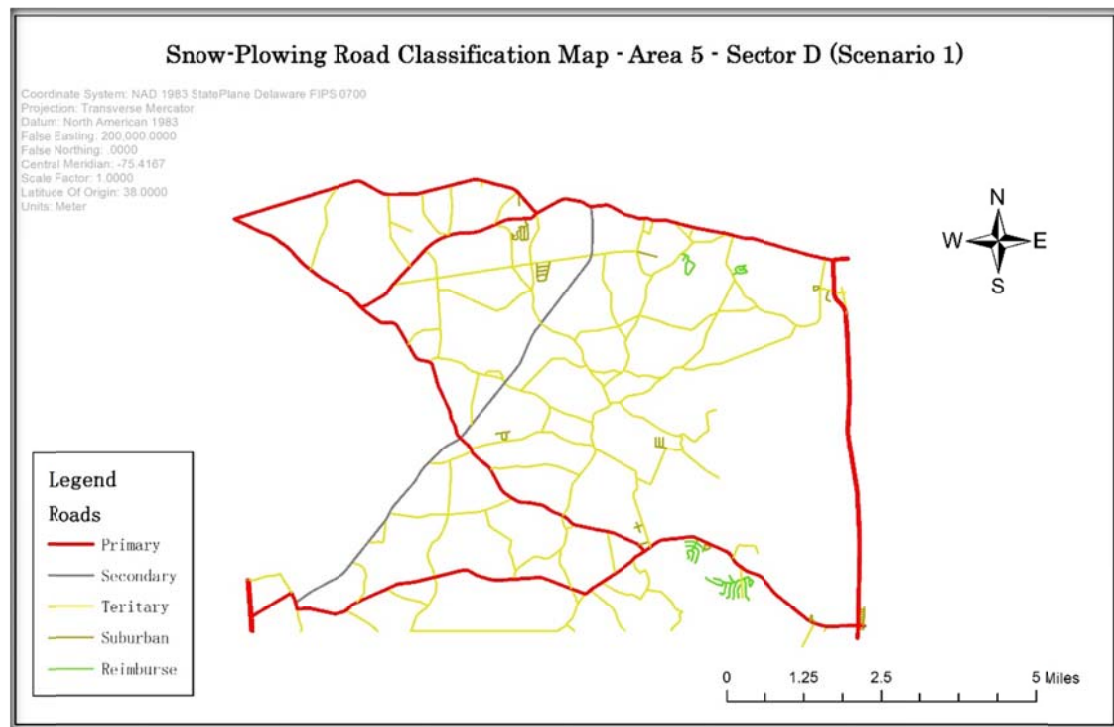 Snow-Plowing Road Classification Map - Area 5 - Sector D (Scenario 1)
Coordinate System: NAD 1983 StatePlane Delaware FIPS 0700
Projection: Transverse Mercator
Datum: North American 1983
False Easting: 200,000.0000
False Northing: .0000
Central Meridian: -75.4167
Scale Factor: 1.0000
Latitude Of Origin: 38.0000
Units: Meter
N
W E
S
Legend
Roads
Primary
Secondary
Teritary
Suburban
Reimburse
0 1.25 2.5 5 Miles